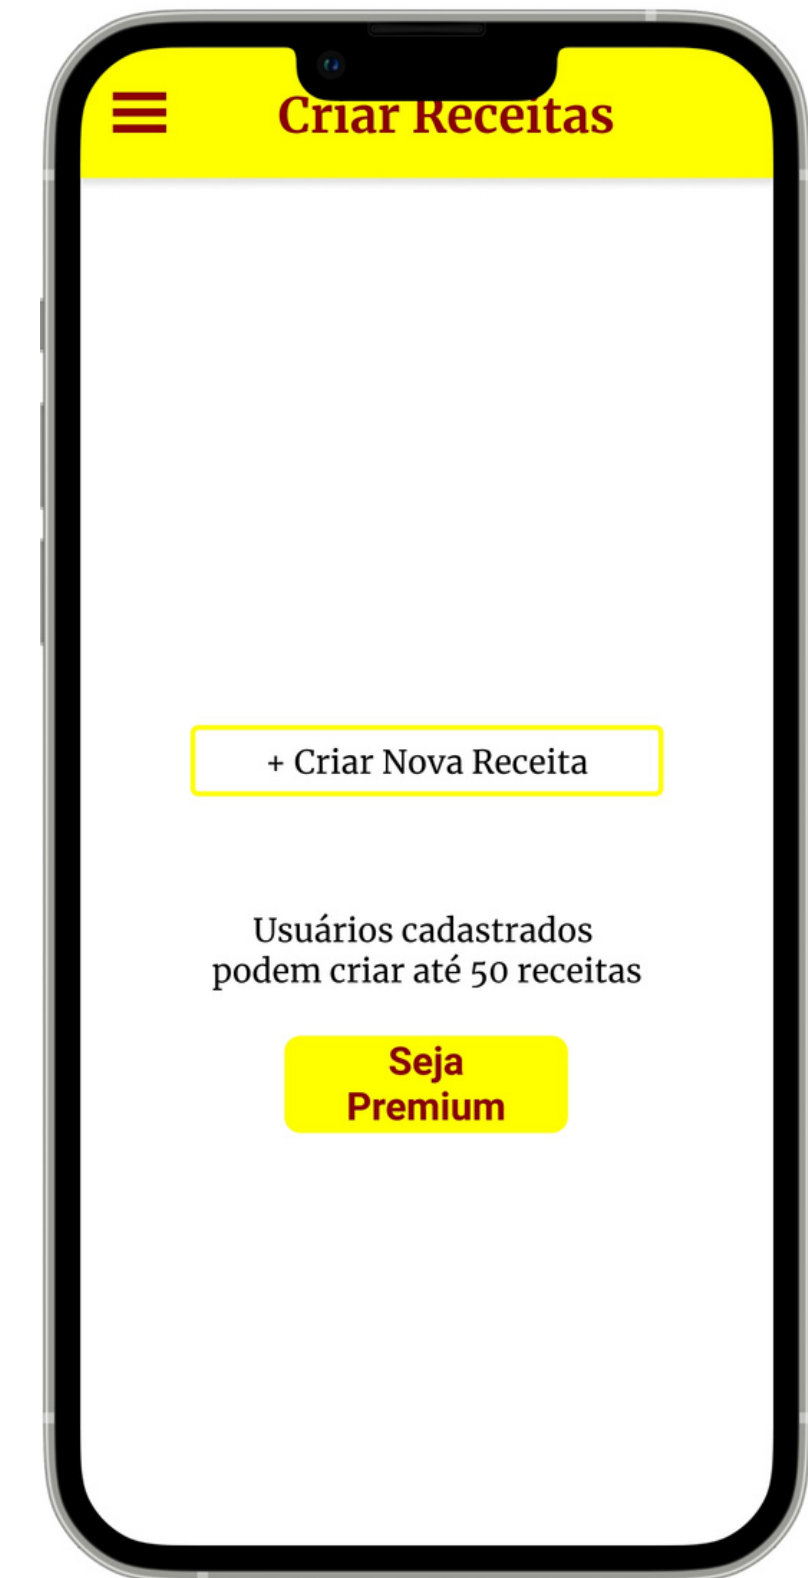 Criar Receitas
+ Criar Nova Receita
Usuários cadastrados
podem criar até 50 receitas
Seja
Premium